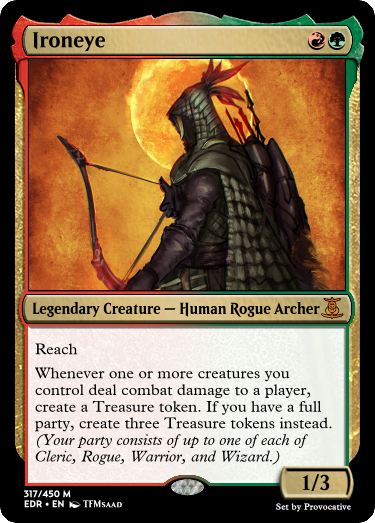 Ironeye
Legendary Creature — Human Rogue Archer
Reach
Whenever one or more creatures you
control deal combat damage to a player,
create a Treasure token. If you have a full
party, create three Treasure tokens instead.
(Your party consists of up to one of each of
Cleric, Rogue, Warrior, and Wizard.)
1/3
317/450 M
EDR • EN TFMSAAD
Set by Provocative